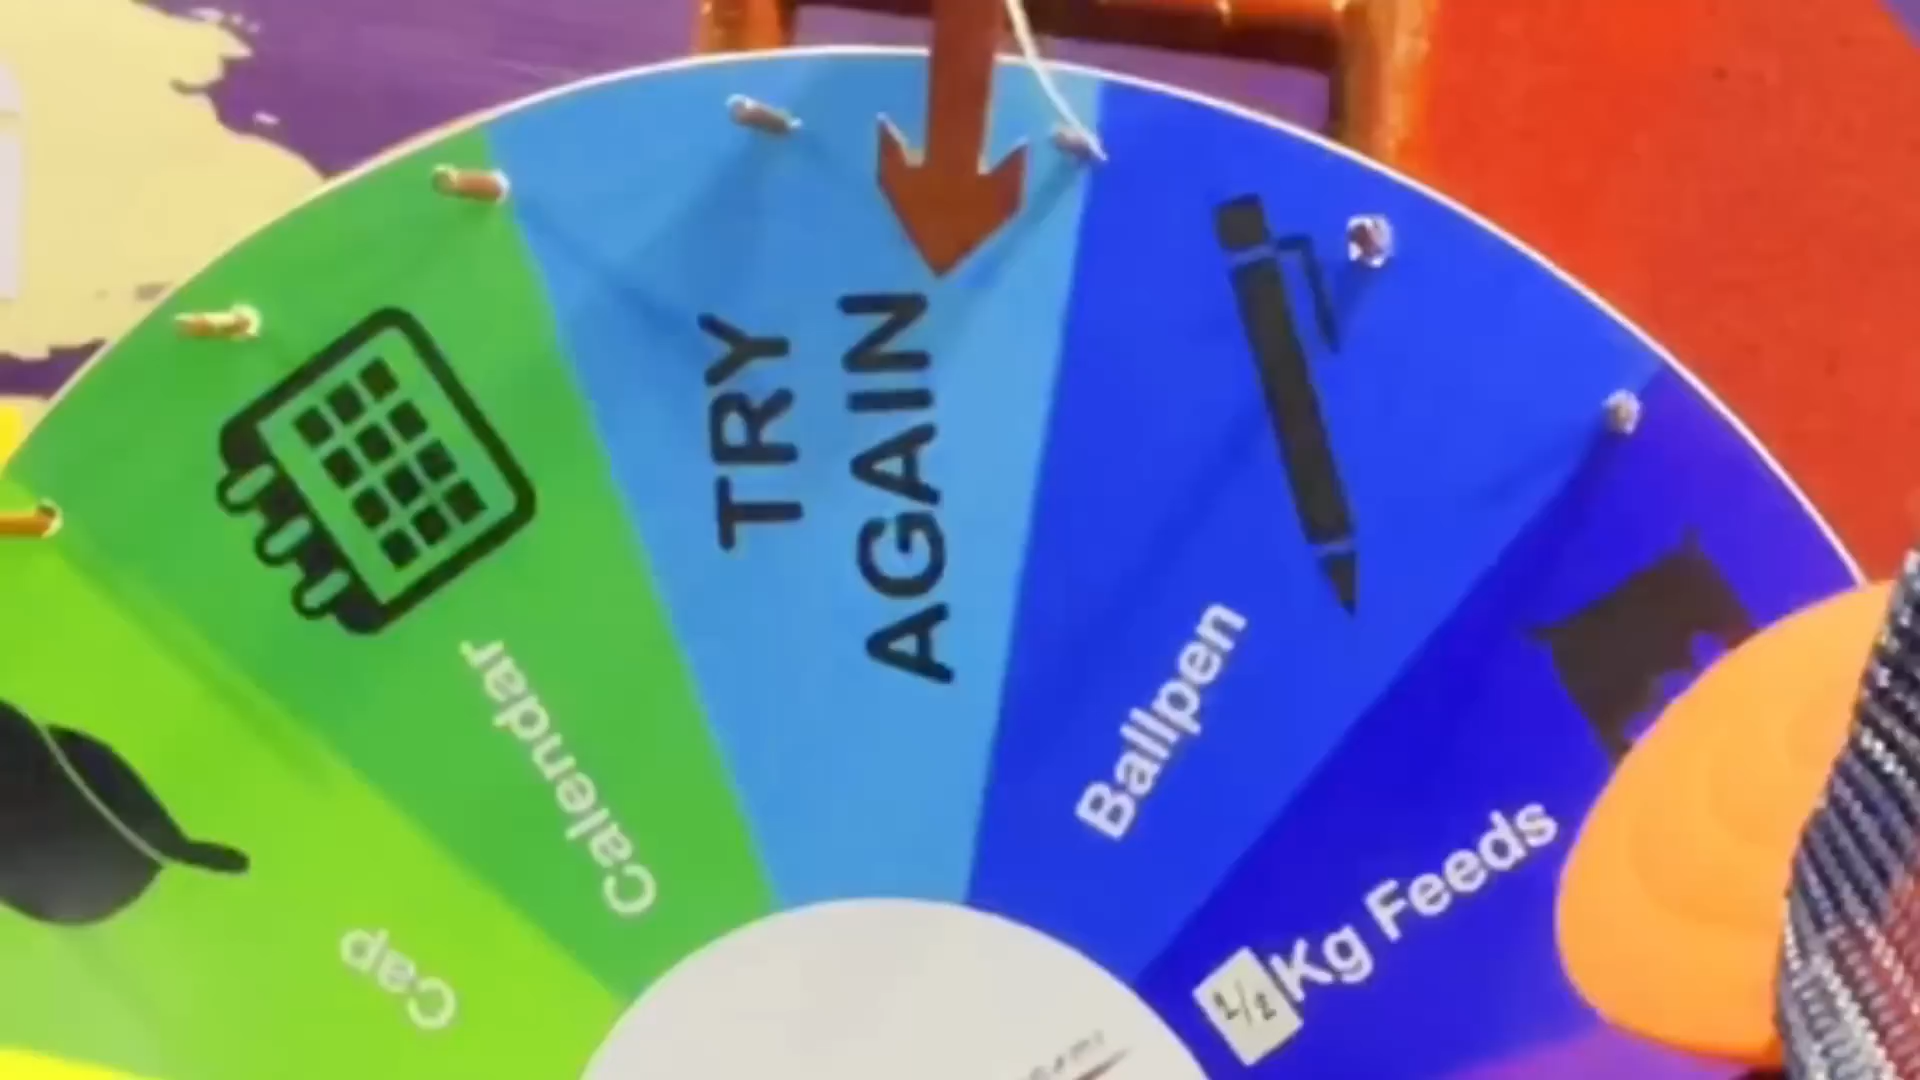 TRY
AGAIN
Ballpen
Calendar
1/2 Kg Feeds
Cap